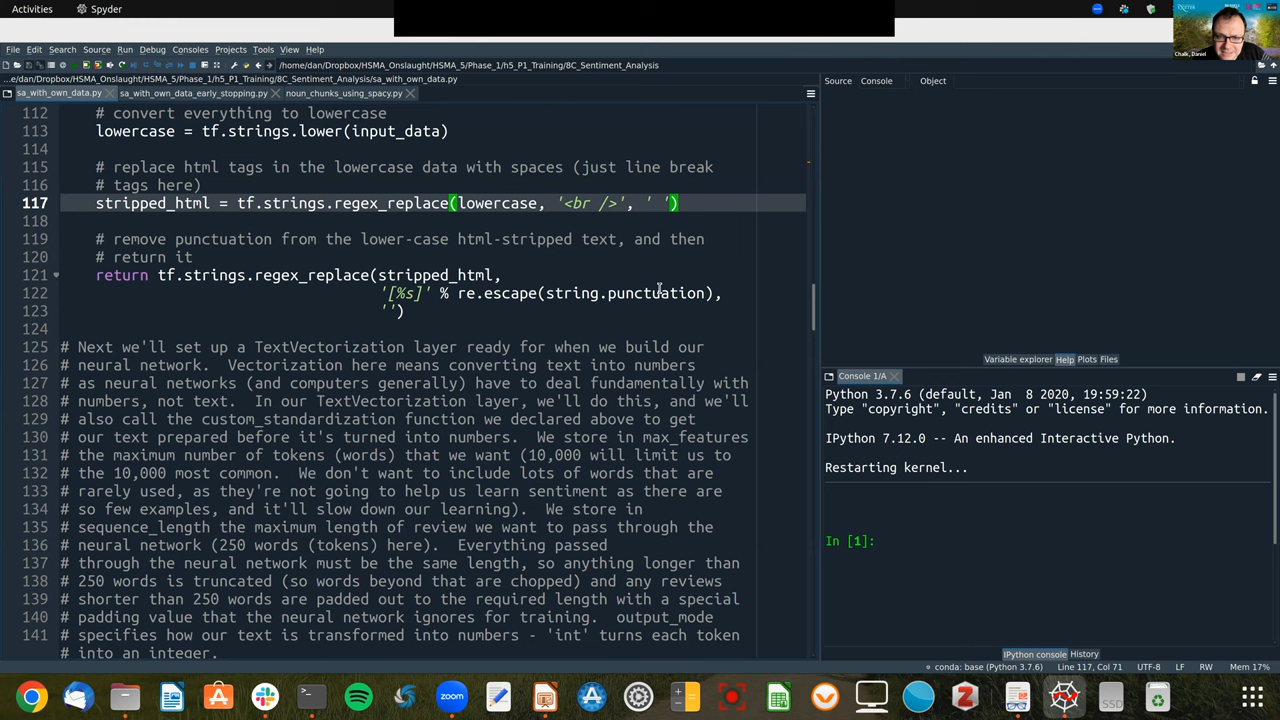 Activities Spyder
Chalk, Daniel
File Edit Search Source Run Debug Consoles Projects Tools View Help
/home/dan/Dropbox/HSMA_Onslaught/HSMA_5/Phase_1/h5_P1_Training/8C_Sentiment_Analysis
…e/dan/Dropbox/HSMA_Onslaught/HSMA_5/Phase_1/h5_P1_Training/8C_Sentiment_Analysis/sa_with_own_data.py
sa_with_own_data.py sa_with_own_data_early_stopping.py noun_chunks_using_spacy.py
112 # convert everything to lowercase
113 lowercase = tf.strings.lower(input_data)
114
115 # replace html tags in the lowercase data with spaces (just line break
116 # tags here)
117 stripped_html = tf.strings.regex_replace(lowercase, '<br />', ' ')
118
119 # remove punctuation from the lower-case html-stripped text, and then
120 # return it
121 return tf.strings.regex_replace(stripped_html,
122 '[%s]' % re.escape(string.punctuation),
123 '')
124
125 # Next we'll set up a TextVectorization layer ready for when we build our
126 # neural network.  Vectorization here means converting text into numbers
127 # as neural networks (and computers generally) have to deal fundamentally with
128 # numbers, not text.  In our TextVectorization layer, we'll do this, and we'll
129 # also call the custom_standardization function we declared above to get
130 # our text prepared before it's turned into numbers.  We store in max_features
131 # the maximum number of tokens (words) that we want (10,000 will limit us to
132 # the 10,000 most common.  We don't want to include lots of words that are
133 # rarely used, as they're not going to help us learn sentiment as there are
134 # so few examples, and it'll slow down our learning).  We store in
135 # sequence_length the maximum length of review we want to pass through the
136 # neural network (250 words (tokens) here).  Everything passed
137 # through the neural network must be the same length, so anything longer than
138 # 250 words is truncated (so words beyond that are chopped) and any reviews
139 # shorter than 250 words are padded out to the required length with a special
140 # padding value that the neural network ignores for training.  output_mode
141 # specifies how our text is transformed into numbers - 'int' turns each token
# into an integer.
Source Console Object
Variable explorer Help Plots Files
Console 1/A
Python 3.7.6 (default, Jan  8 2020, 19:59:22)
Type "copyright", "credits" or "license" for more information.
IPython 7.12.0 -- An enhanced Interactive Python.
Restarting kernel...
In [1]:
IPython console History
conda: base (Python 3.7.6) Line 117, Col 71 UTF-8 LF RW Mem 17%
zoom
SSD